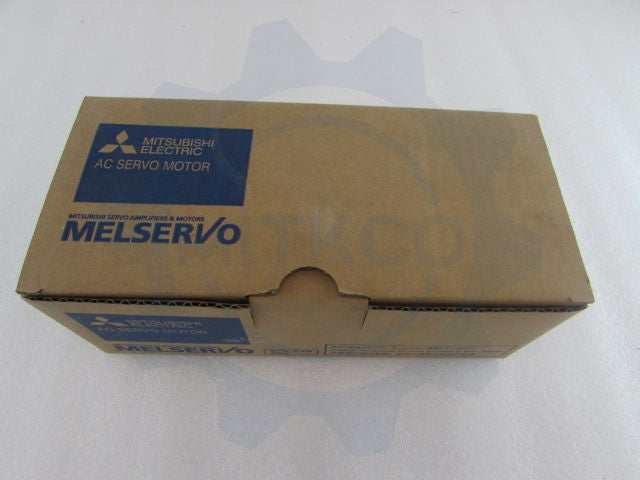 MITSUBISHI
ELECTRIC
AC SERVO MOTOR
MITSUBISHI SERVO AMPLIFIERS & MOTORS
MELSERVO
MITSUBISHI
ELECTRIC
AC SERVO MOTOR
MELSERVO